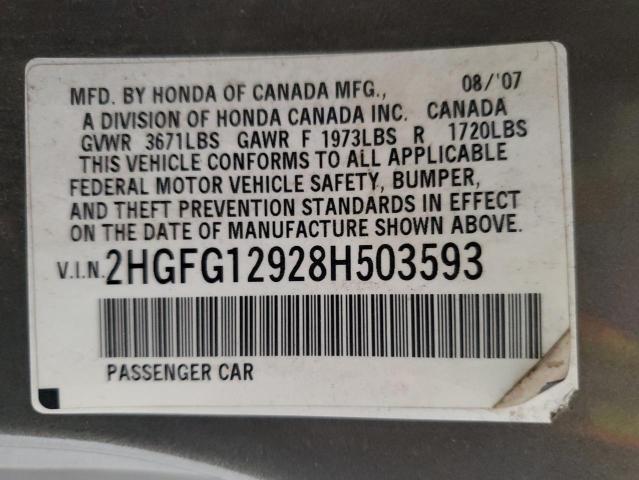 MFD. BY HONDA OF CANADA MFG., 08/'07
A DIVISION OF HONDA CANADA INC. CANADA
GVWR 3671LBS GAWR F 1973LBS R 1720LBS
THIS VEHICLE CONFORMS TO ALL APPLICABLE
FEDERAL MOTOR VEHICLE SAFETY, BUMPER,
AND THEFT PREVENTION STANDARDS IN EFFECT
ON THE DATE OF MANUFACTURE SHOWN ABOVE.
V.I.N. 2HGFG12928H503593
PASSENGER CAR